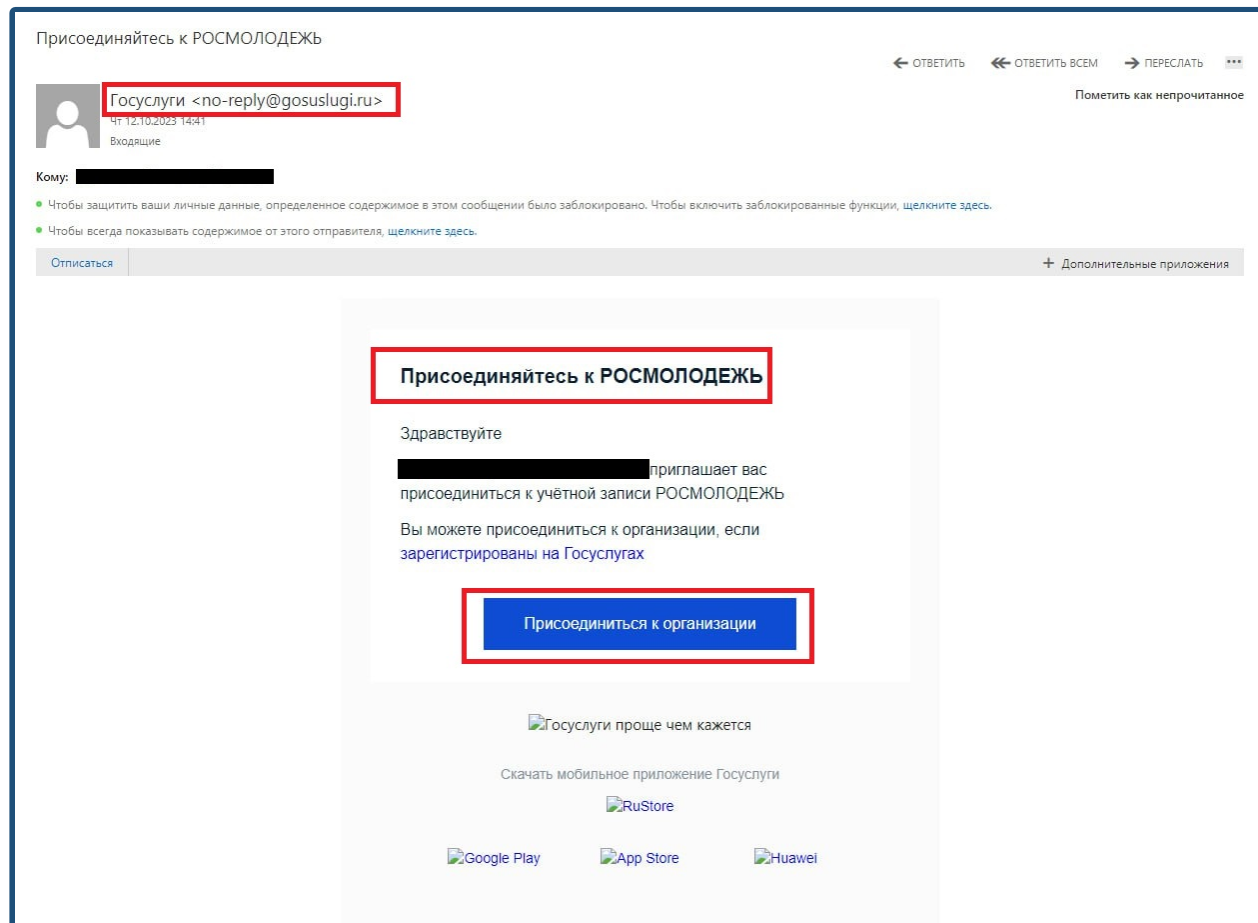 Присоединяйтесь к РОСМОЛОДЕЖЬ
ОТВЕТИТЬ ОТВЕТИТЬ ВСЕМ ПЕРЕСЛАТЬ ...
Госуслуги <no-reply@gosuslugi.ru>
Пометить как непрочитанное
Чт 12.10.2023 14:41
Входящие
Кому:
Чтобы защитить ваши личные данные, определенное содержимое в этом сообщении было заблокировано. Чтобы включить заблокированные функции, щелкните здесь.
Чтобы всегда показывать содержимое от этого отправителя, щелкните здесь.
Отписаться + Дополнительные приложения
Присоединяйтесь к РОСМОЛОДЕЖЬ
Здравствуйте
приглашает вас
присоединиться к учётной записи РОСМОЛОДЕЖЬ
Вы можете присоединиться к организации, если
зарегистрированы на Госуслугах
Присоединиться к организации
Госуслуги проще чем кажется
Скачать мобильное приложение Госуслуги
RuStore
Google Play App Store Huawei